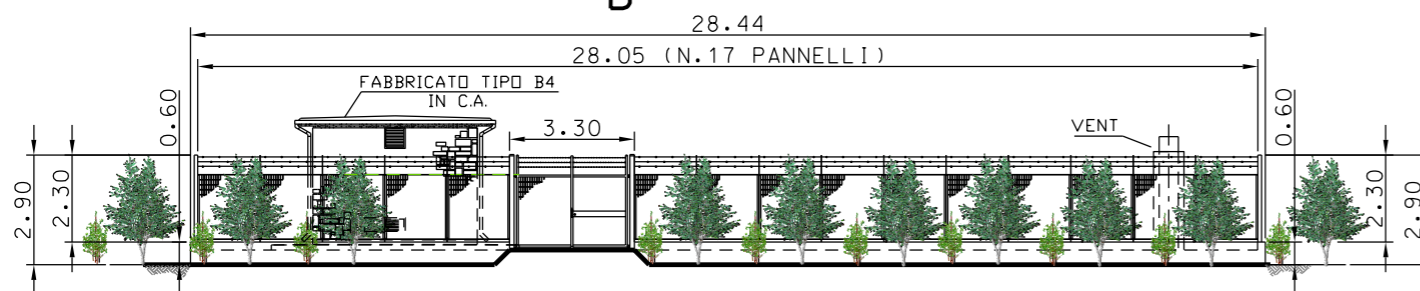 B
28.44
28.05 (N.17 PANNELLI)
FABBRICATO TIPO B4
IN C.A.
3.30
VENT
0.60
2.30
2.90
0.60
2.30
2.90